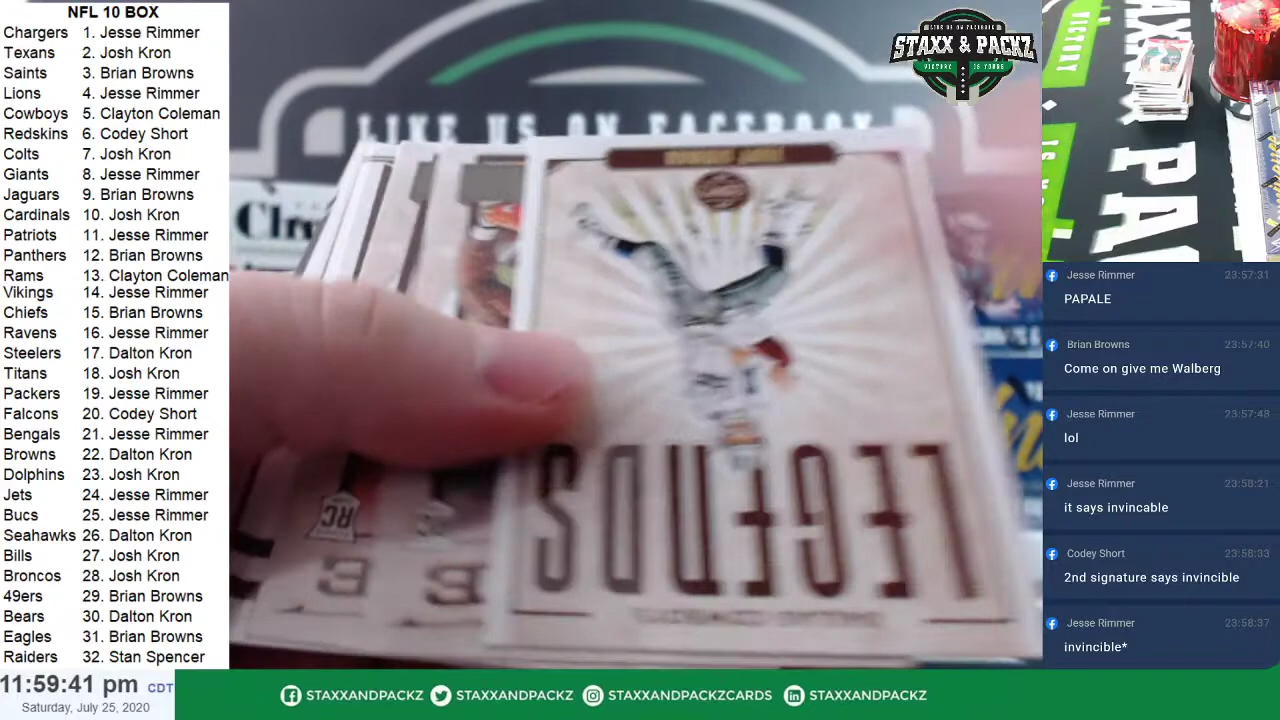 NFL 10 BOX
Chargers 1. Jesse Rimmer
Texans 2. Josh Kron
Saints 3. Brian Browns
Lions 4. Jesse Rimmer
Cowboys 5. Clayton Coleman
Redskins 6. Codey Short
Colts 7. Josh Kron
Giants 8. Jesse Rimmer
Jaguars 9. Brian Browns
Cardinals 10. Josh Kron
Patriots 11. Jesse Rimmer
Panthers 12. Brian Browns
Rams 13. Clayton Coleman
Vikings 14. Jesse Rimmer
Chiefs 15. Brian Browns
Ravens 16. Jesse Rimmer
Steelers 17. Dalton Kron
Titans 18. Josh Kron
Packers 19. Jesse Rimmer
Falcons 20. Codey Short
Bengals 21. Jesse Rimmer
Browns 22. Dalton Kron
Dolphins 23. Josh Kron
Jets 24. Jesse Rimmer
Bucs 25. Jesse Rimmer
Seahawks 26. Dalton Kron
Bills 27. Josh Kron
Broncos 28. Josh Kron
49ers 29. Brian Browns
Bears 30. Dalton Kron
Eagles 31. Brian Browns
Raiders 32. Stan Spencer
11:59:41 pm CDT
Saturday, July 25, 2020
LIKE US ON FACEBOOK
LIKE US ON FACEBOOK
STAXX & PACKZ
VICTORY IS YOURS
LEGENDS
RC
VICTORY
PA
Jesse Rimmer 23:57:31
PAPALE
Brian Browns 23:57:40
Come on give me Walberg
Jesse Rimmer 23:57:48
lol
Jesse Rimmer 23:58:21
it says invincable
Codey Short 23:58:33
2nd signature says invincible
Jesse Rimmer 23:58:37
invincible*
STAXXANDPACKZ STAXXANDPACKZ STAXXANDPACKZCARDS STAXXANDPACKZ